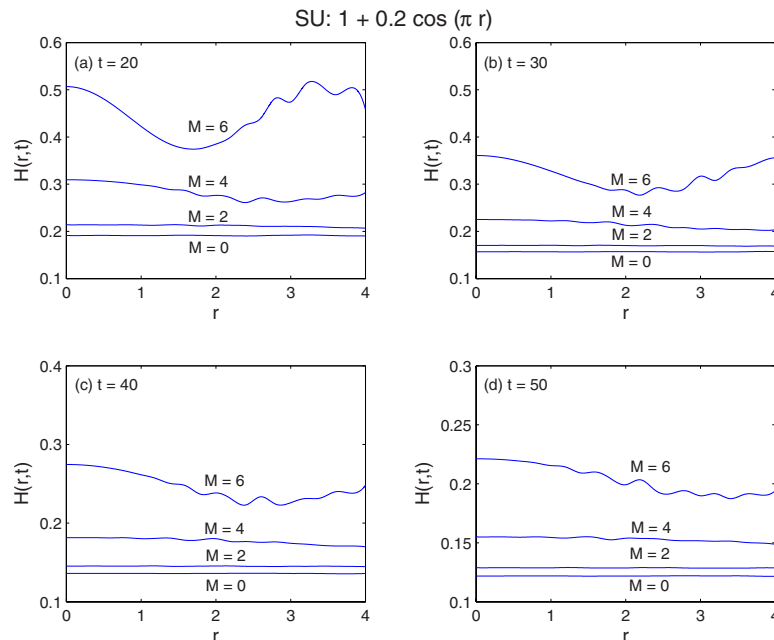 SU: 1 + 0.2 cos (π r)
(a) t = 20
0.6
0.5
0.4
0.3
0.2
0.1
H(r,t)
M = 6
M = 4
M = 2
M = 0
0 1 2 3 4
r
(b) t = 30
0.6
0.5
0.4
0.3
0.2
0.1
H(r,t)
M = 6
M = 4
M = 2
M = 0
0 1 2 3 4
r
(c) t = 40
0.4
0.3
0.2
0.1
H(r,t)
M = 6
M = 4
M = 2
M = 0
0 1 2 3 4
r
(d) t = 50
0.3
0.25
0.2
0.15
0.1
H(r,t)
M = 6
M = 4
M = 2
M = 0
0 1 2 3 4
r